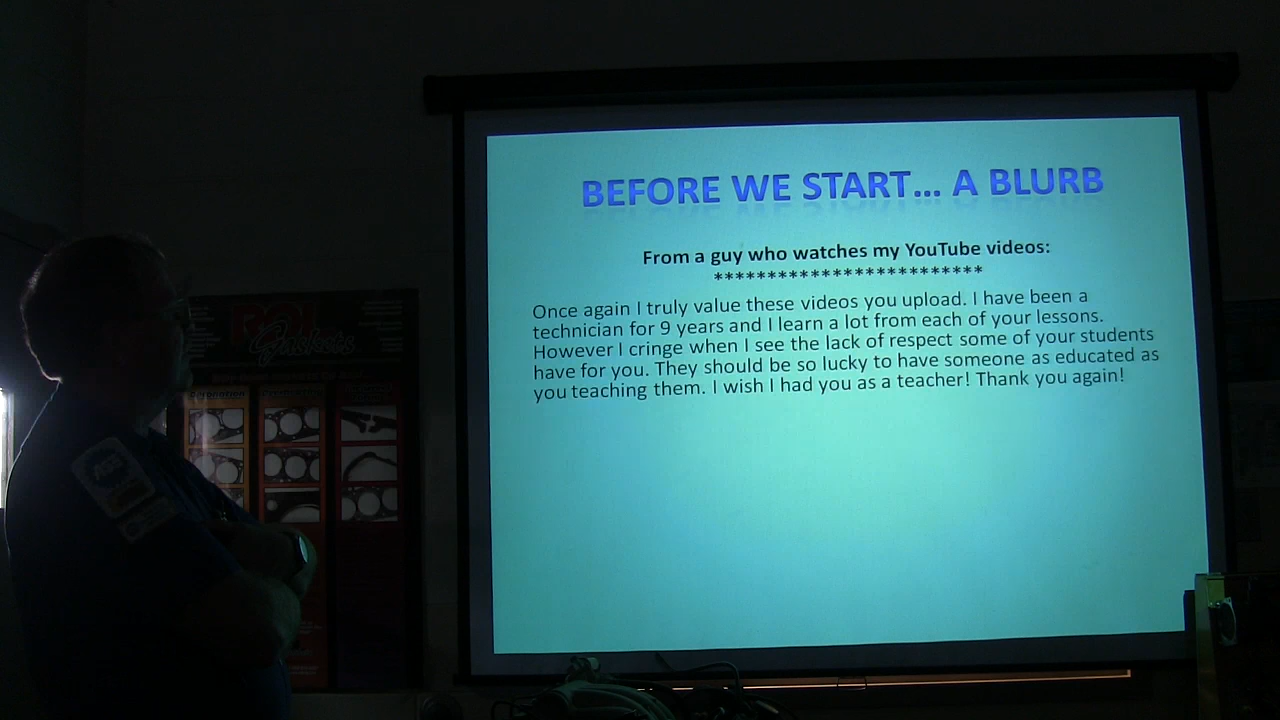 BEFORE WE START... A BLURB
From a guy who watches my YouTube videos:
*************************
Once again I truly value these videos you upload. I have been a
technician for 9 years and I learn a lot from each of your lessons.
However I cringe when I see the lack of respect some of your students
have for you. They should be so lucky to have someone as educated as
you teaching them. I wish I had you as a teacher! Thank you again!
ROL
Gaskets